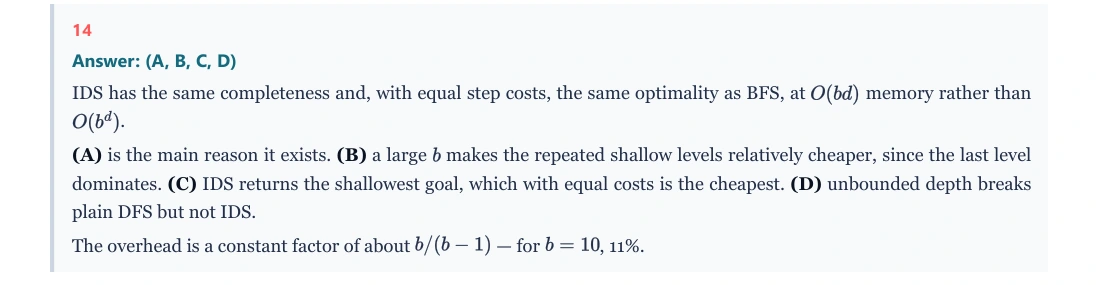 14
Answer: (A, B, C, D)
IDS has the same completeness and, with equal step costs, the same optimality as BFS, at O(bd) memory rather than
O(b^d).
(A) is the main reason it exists. (B) a large b makes the repeated shallow levels relatively cheaper, since the last level
dominates. (C) IDS returns the shallowest goal, which with equal costs is the cheapest. (D) unbounded depth breaks
plain DFS but not IDS.
The overhead is a constant factor of about b/(b − 1) — for b = 10, 11%.